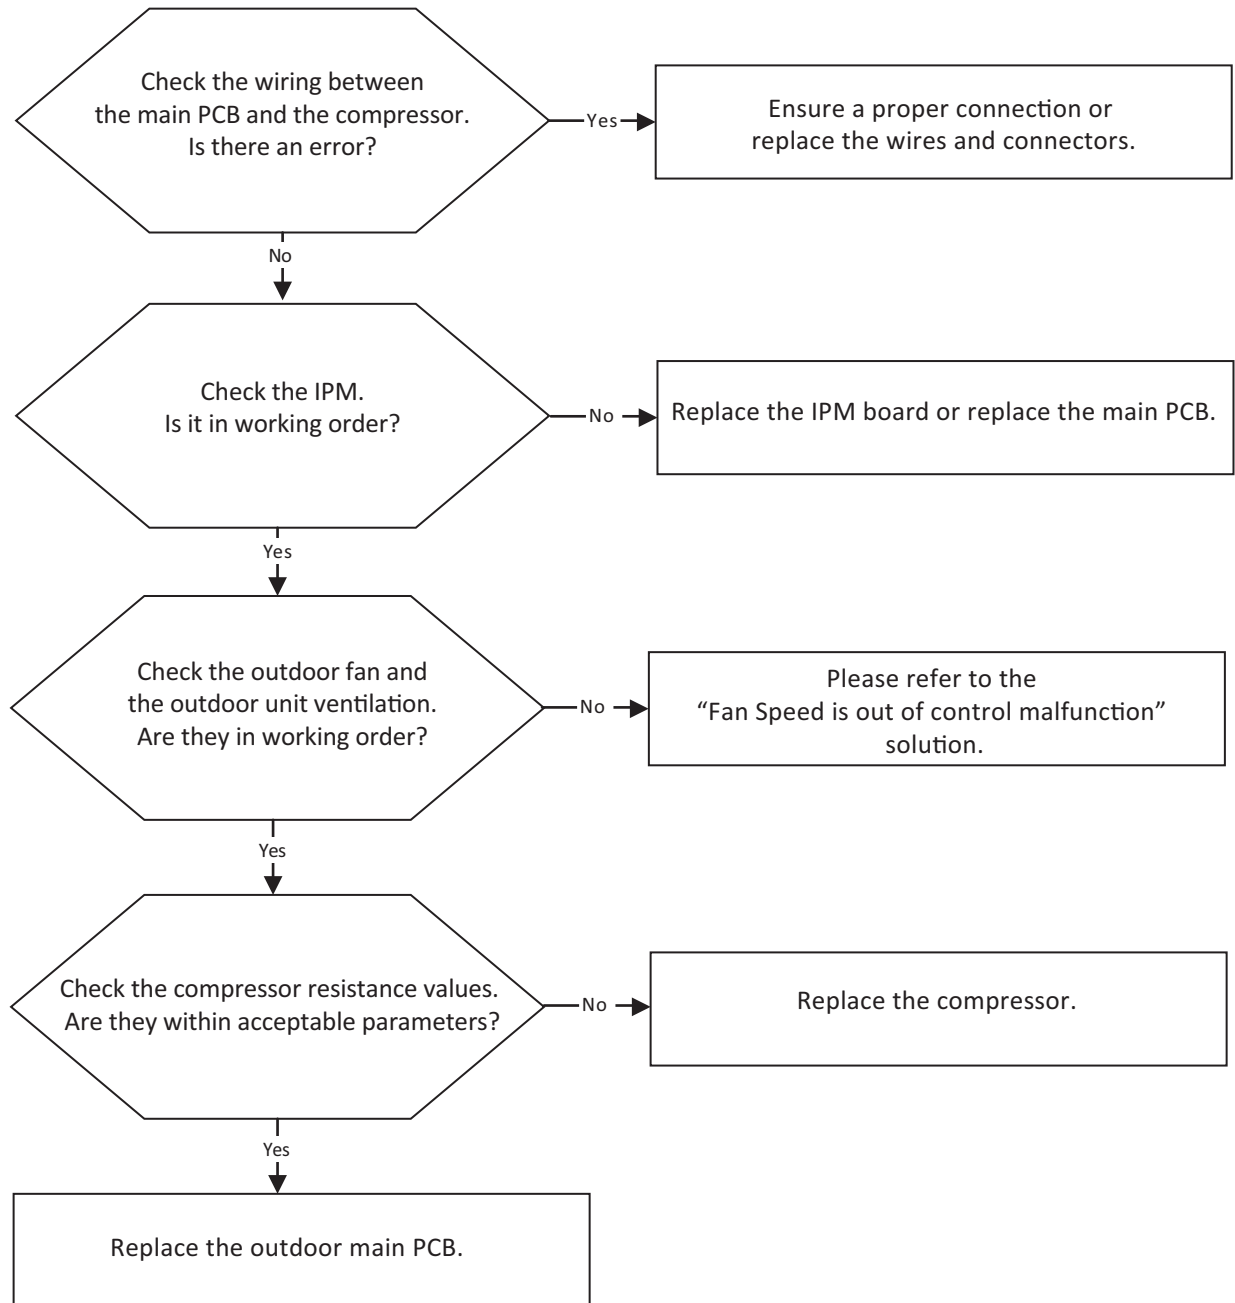 Check the wiring between
the main PCB and the compressor.
Is there an error?
Yes
Ensure a proper connection or
replace the wires and connectors.
No
Check the IPM.
Is it in working order?
No
Replace the IPM board or replace the main PCB.
Yes
Check the outdoor fan and
the outdoor unit ventilation.
Are they in working order?
No
Please refer to the
“Fan Speed is out of control malfunction”
solution.
Yes
Check the compressor resistance values.
Are they within acceptable parameters?
No
Replace the compressor.
Yes
Replace the outdoor main PCB.